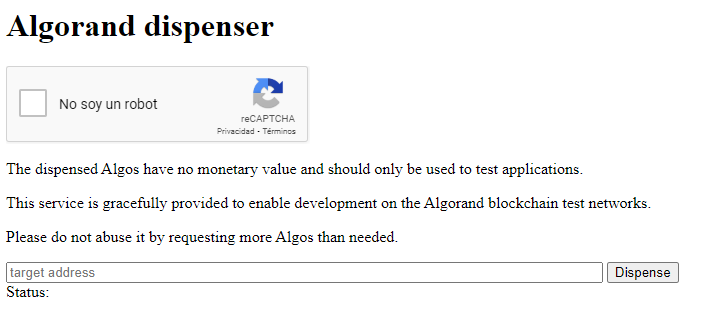 Algorand dispenser
No soy un robot
reCAPTCHA
Privacidad - Términos
The dispensed Algos have no monetary value and should only be used to test applications.
This service is gracefully provided to enable development on the Algorand blockchain test networks.
Please do not abuse it by requesting more Algos than needed.
target address Dispense
Status: